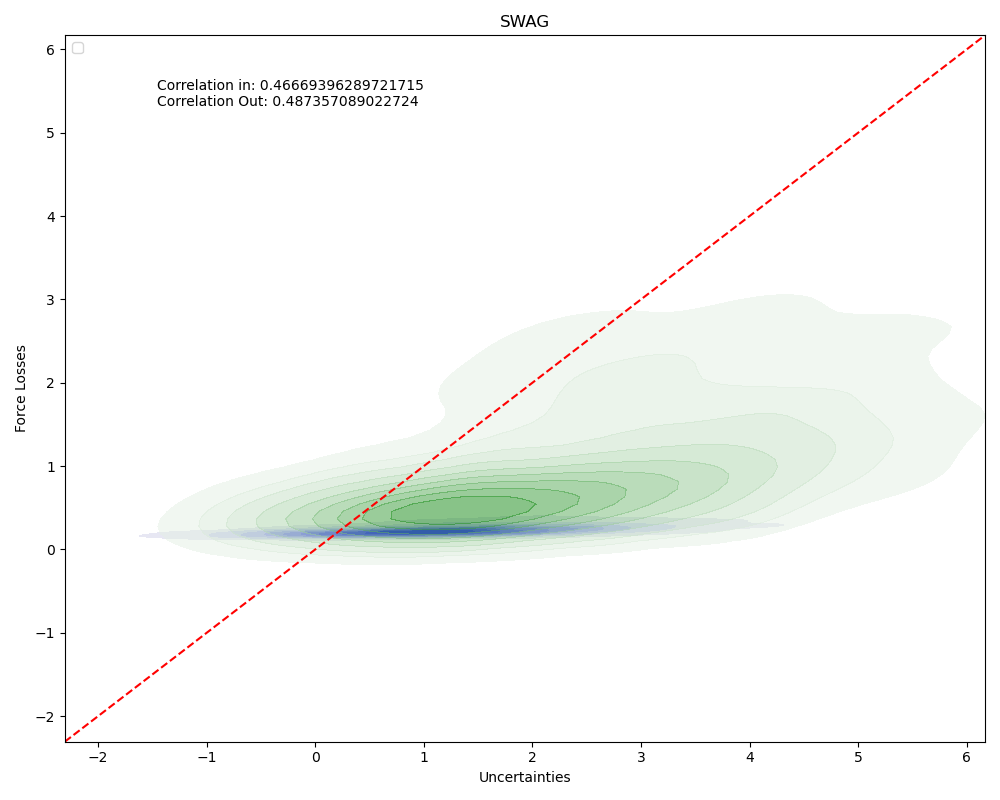 SWAG
6
5
4
3
2
1
0
−1
−2
Correlation in: 0.46669396289721715
Correlation Out: 0.487357089022724
Force Losses
−2 −1 0 1 2 3 4 5 6
Uncertainties